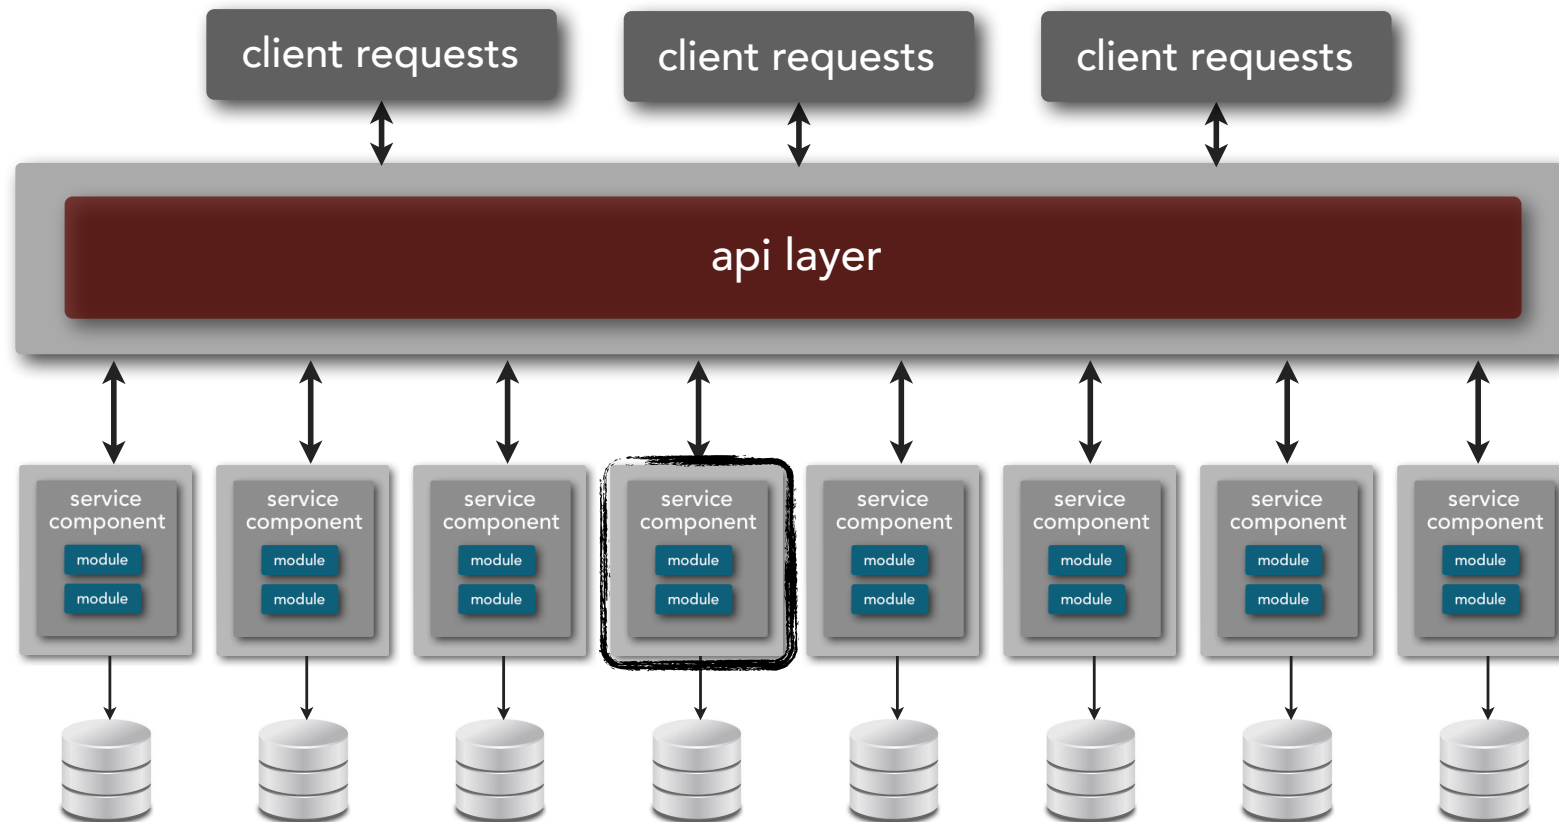 client requests
client requests
client requests
api layer
service
component
module
module
service
component
module
module
service
component
module
module
service
component
module
module
service
component
module
module
service
component
module
module
service
component
module
module
service
component
module
module